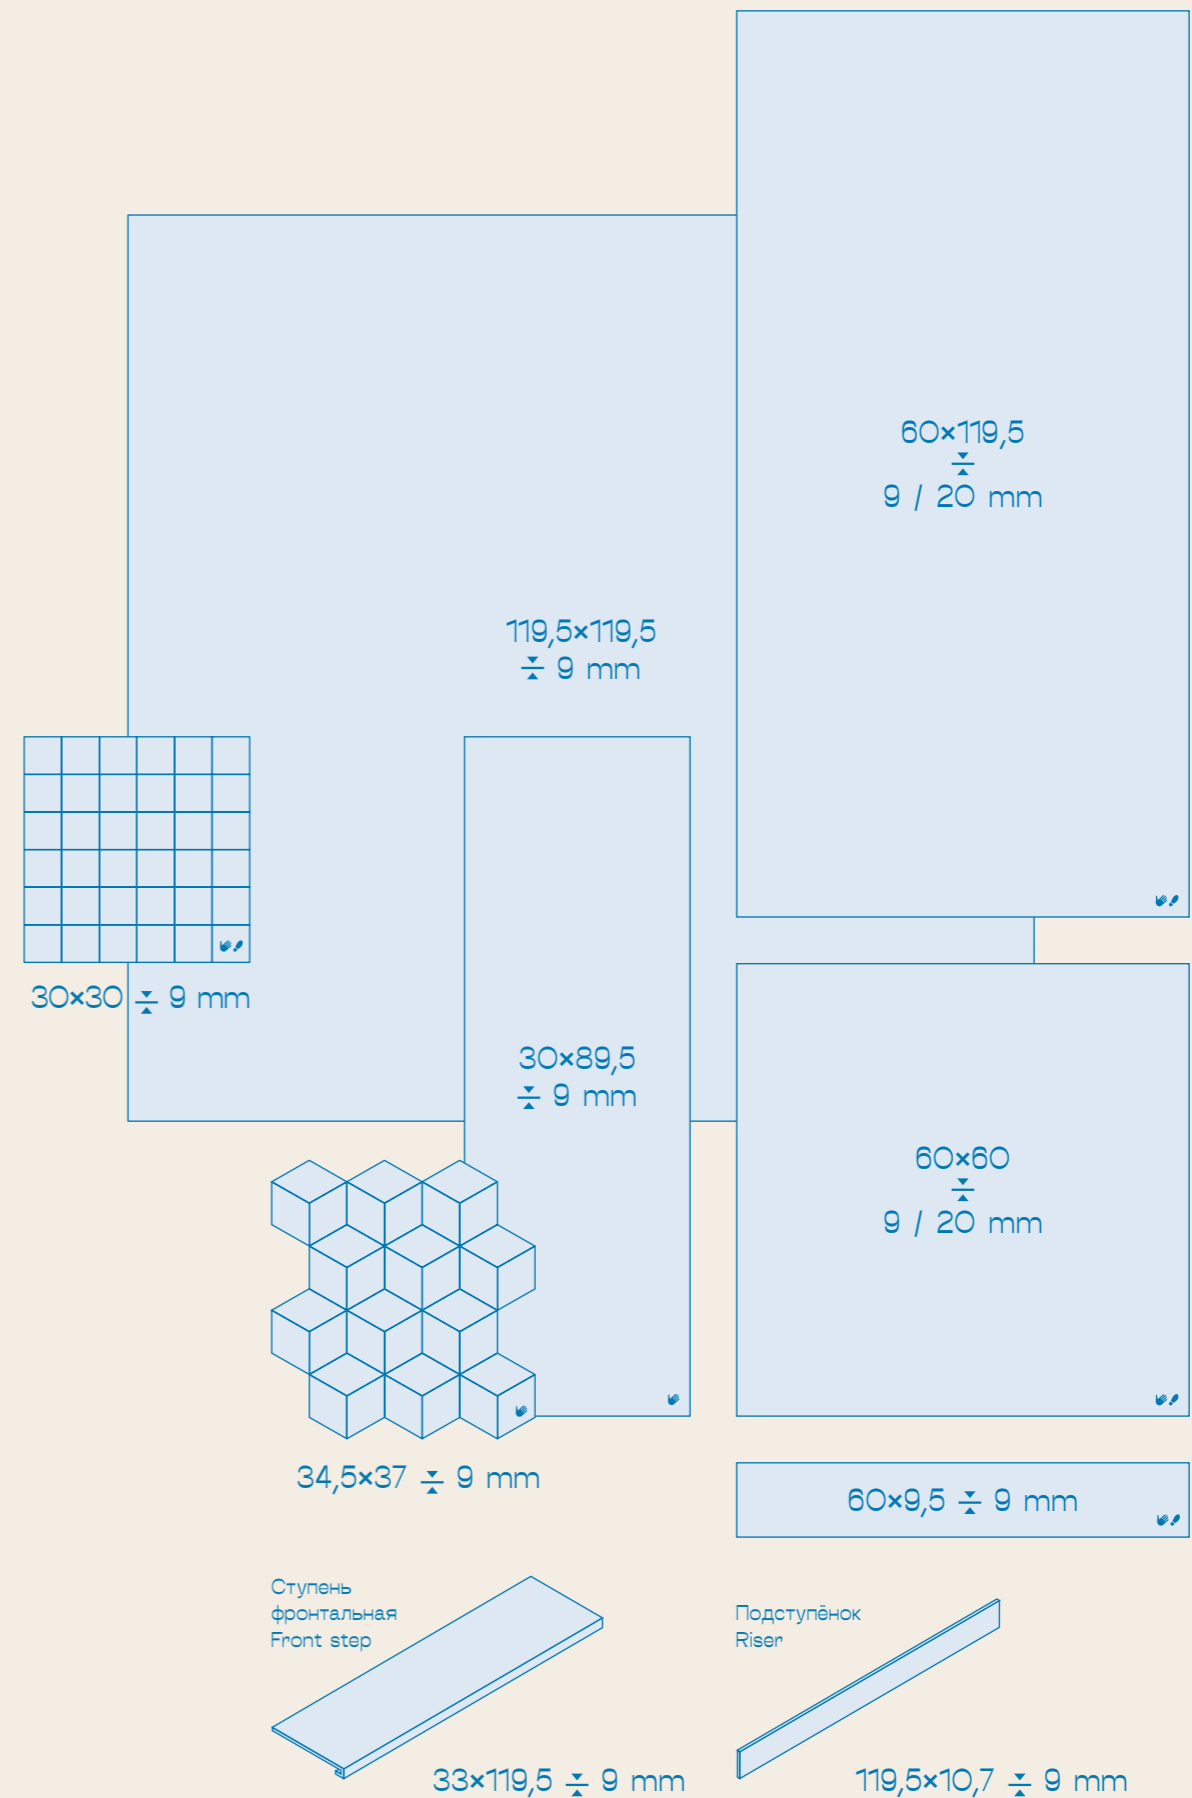 60×119,5
9 / 20 mm
119,5×119,5
9 mm
30×30 9 mm
30×89,5
9 mm
60×60
9 / 20 mm
34,5×37 9 mm
60×9,5 9 mm
Ступень
фронтальная
Front step
33×119,5 9 mm
Подступёнок
Riser
119,5×10,7 9 mm